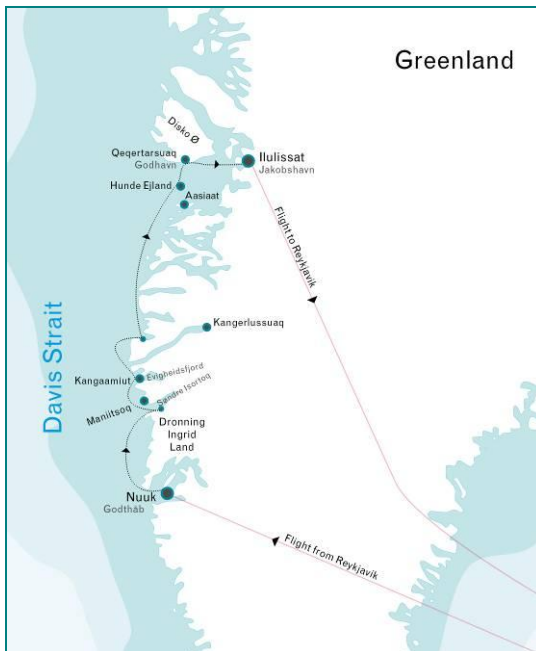 Greenland
Disko Ø
Qeqertarsuaq
Godhavn
Ilulissat
Jakobshavn
Hunde Ejland
Aasiaat
Flight to Reykjavik
Davis Strait
Kangerlussuaq
Kangaamiut
Evigheidsfjord
Maniitsoq
Søndre Isortoq
Dronning
Ingrid
Land
Nuuk
Godthåb
Flight from Reykjavik